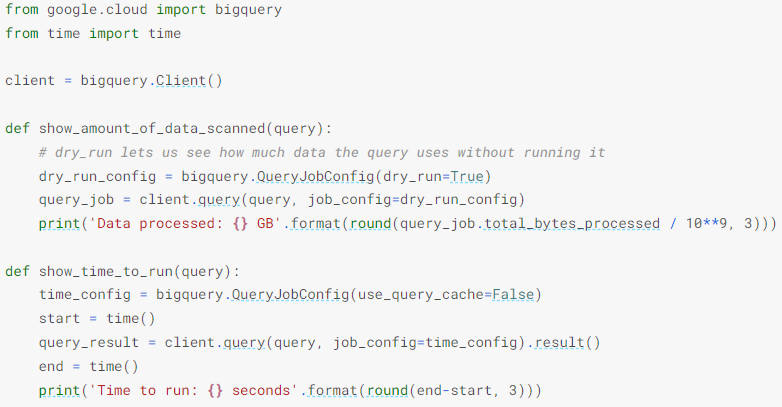 from google.cloud import bigquery
from time import time

client = bigquery.Client()

def show_amount_of_data_scanned(query):
    # dry_run lets us see how much data the query uses without running it
    dry_run_config = bigquery.QueryJobConfig(dry_run=True)
    query_job = client.query(query, job_config=dry_run_config)
    print('Data processed: {} GB'.format(round(query_job.total_bytes_processed / 10**9, 3)))

def show_time_to_run(query):
    time_config = bigquery.QueryJobConfig(use_query_cache=False)
    start = time()
    query_result = client.query(query, job_config=time_config).result()
    end = time()
    print('Time to run: {} seconds'.format(round(end-start, 3)))